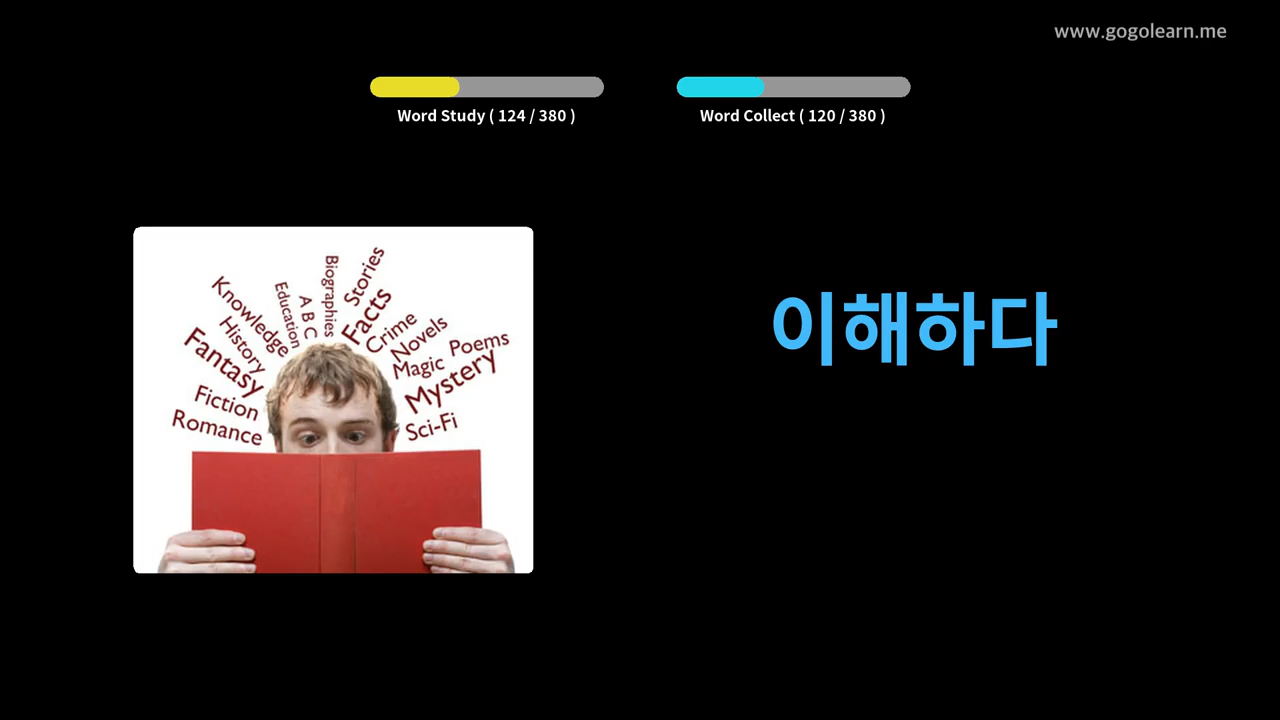 www.gogolearn.me
Word Study ( 124 / 380 )
Word Collect ( 120 / 380 )
Biographies
Stories
Education
A B C
Facts
Knowledge
Crime
History
Novels
Fantasy
Magic
Poems
Mystery
Fiction
Romance
Sci-Fi
이해하다